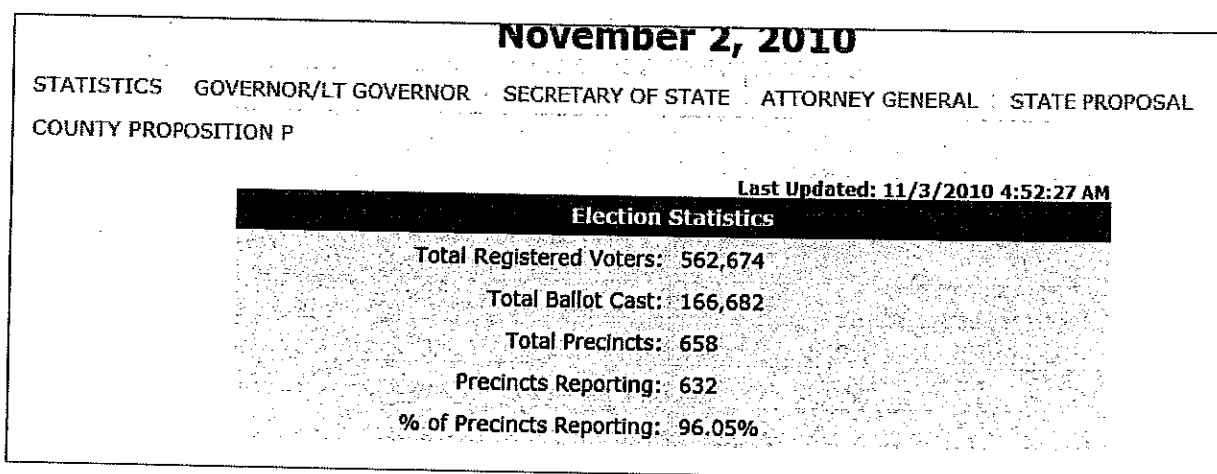 November 2, 2010
STATISTICS GOVERNOR/LT GOVERNOR SECRETARY OF STATE ATTORNEY GENERAL STATE PROPOSAL
COUNTY PROPOSITION P
Last Updated: 11/3/2010 4:52:27 AM
Election Statistics
Total Registered Voters: 562,674
Total Ballot Cast: 166,682
Total Precincts: 658
Precincts Reporting: 632
% of Precincts Reporting: 96.05%